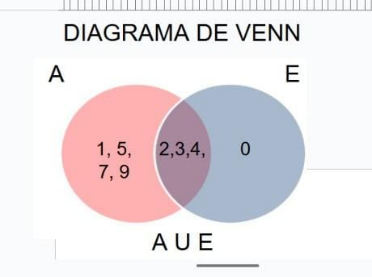 DIAGRAMA DE VENN
A E
1, 5, 2,3,4, 0
7, 9
A U E